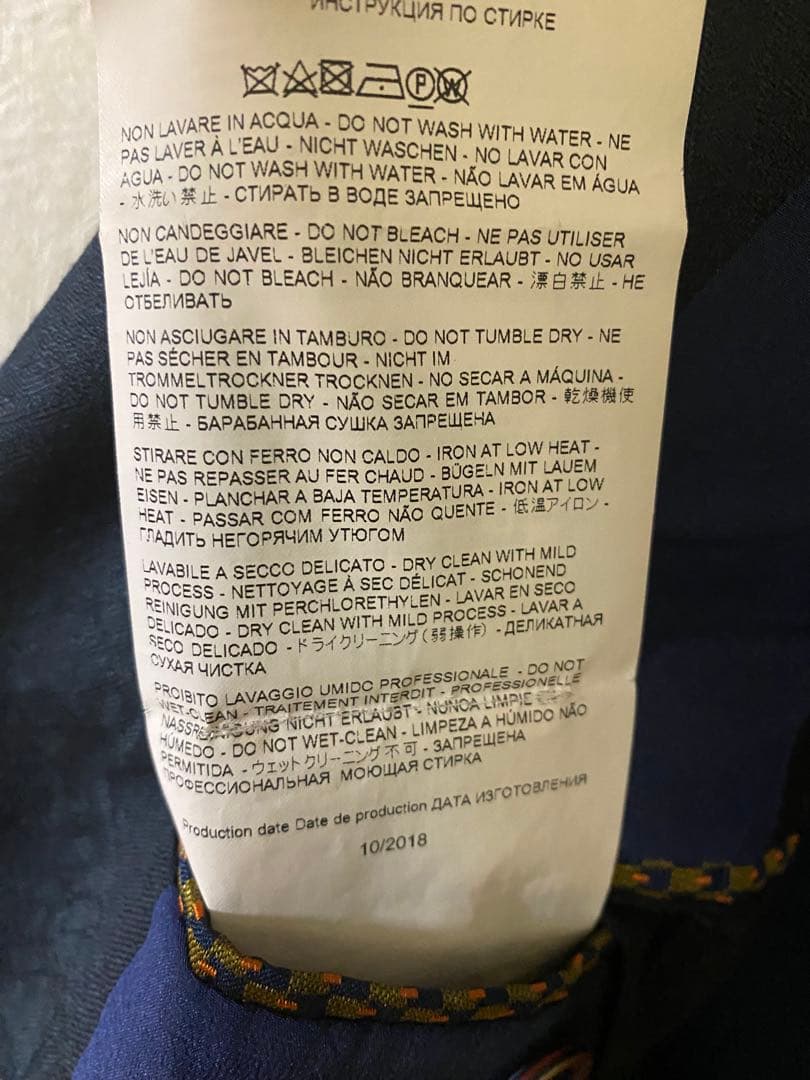 ИНСТРУКЦИЯ ПО СТИРКЕ
P W
NON LAVARE IN ACQUA - DO NOT WASH WITH WATER - NE
PAS LAVER À L'EAU - NICHT WASCHEN - NO LAVAR CON
AGUA - DO NOT WASH WITH WATER - NÃO LAVAR EM ÁGUA
- 水洗い禁止 - СТИРАТЬ В ВОДЕ ЗАПРЕЩЕНО
NON CANDEGGIARE - DO NOT BLEACH - NE PAS UTILISER
DE L'EAU DE JAVEL - BLEICHEN NICHT ERLAUBT - NO USAR
LEJÍA - DO NOT BLEACH - NÃO BRANQUEAR - 漂白禁止 - НЕ
ОТБЕЛИВАТЬ
NON ASCIUGARE IN TAMBURO - DO NOT TUMBLE DRY - NE
PAS SÉCHER EN TAMBOUR - NICHT IM
TROMMELTROCKNER TROCKNEN - NO SECAR A MÁQUINA -
DO NOT TUMBLE DRY - NÃO SECAR EM TAMBOR - 乾燥機使
用禁止 - БАРАБАННАЯ СУШКА ЗАПРЕЩЕНА
STIRARE CON FERRO NON CALDO - IRON AT LOW HEAT -
NE PAS REPASSER AU FER CHAUD - BÜGELN MIT LAUEM
EISEN - PLANCHAR A BAJA TEMPERATURA - IRON AT LOW
HEAT - PASSAR COM FERRO NÃO QUENTE - 低温アイロン -
ГЛАДИТЬ НЕГОРЯЧИМ УТЮГОМ
LAVABILE A SECCO DELICATO - DRY CLEAN WITH MILD
PROCESS - NETTOYAGE À SEC DÉLICAT - SCHONEND
REINIGUNG MIT PERCHLORETHYLEN - LAVAR EN SECO
DELICADO - DRY CLEAN WITH MILD PROCESS - LAVAR A
SECO DELICADO - ドライクリーニング(弱操作) - ДЕЛИКАТНАЯ
СУХАЯ ЧИСТКА
PROIBITO LAVAGGIO UMIDO PROFESSIONALE - DO NOT
WET-CLEAN - TRAITEMENT INTERDIT - PROFESSIONELLE
NICHT ERLAUBT - NUNCA
HÚMEDO - DO NOT WET-CLEAN - LIMPEZA A HÚMIDO NÃO
PERMITIDA - ウェットクリーニング不可 - ЗАПРЕЩЕНА
ПРОФЕССИОНАЛЬНАЯ МОЮЩАЯ СТИРКА
Production date Date de production ДАТА ИЗГОТОВЛЕНИЯ
10/2018